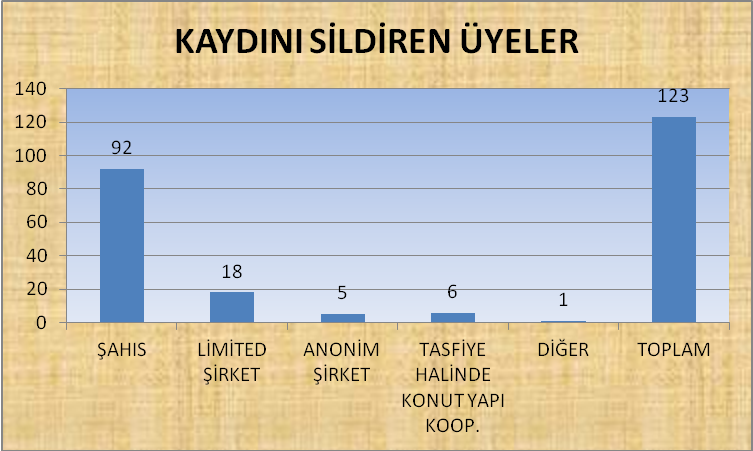 KAYDINI SİLDİREN ÜYELER
140
120
100
80
60
40
20
0
92
18
5
6
1
123
ŞAHIS
LİMİTED
ŞİRKET
ANONİM
ŞİRKET
TASFİYE
HALİNDE
KONUT YAPI
KOOP.
DİĞER
TOPLAM